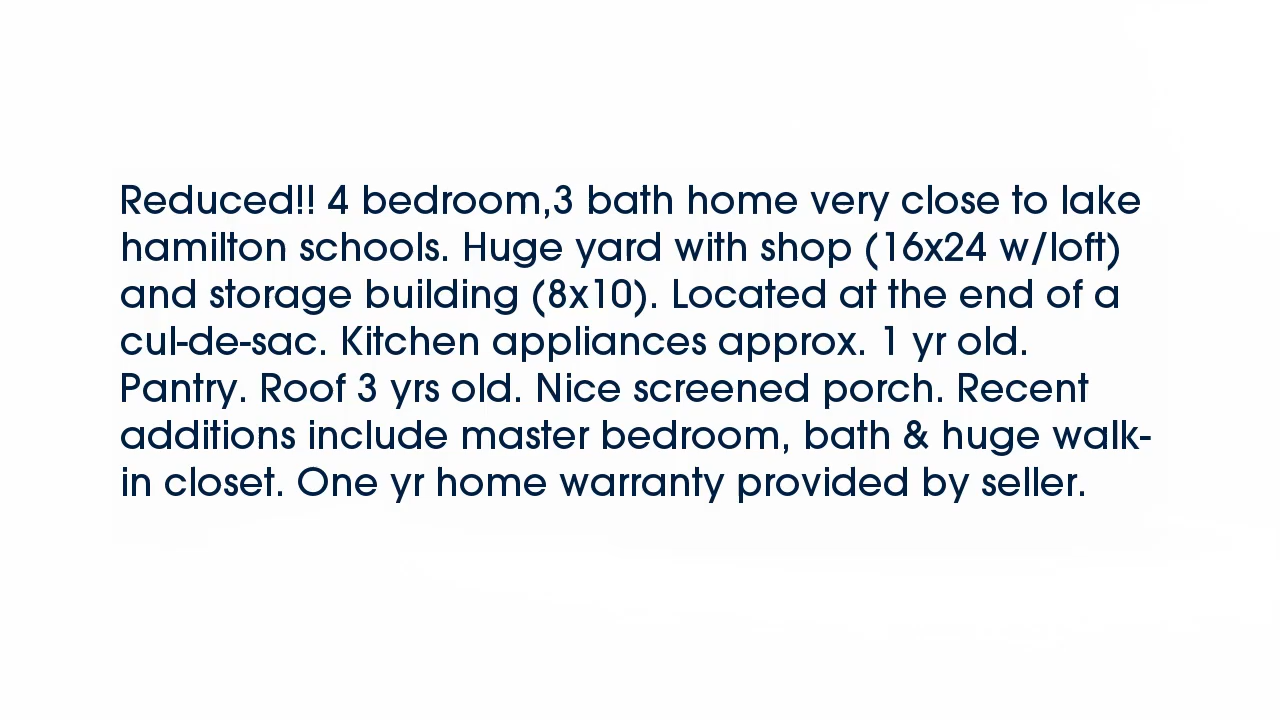 Reduced!! 4 bedroom,3 bath home very close to lake
hamilton schools. Huge yard with shop (16x24 w/loft)
and storage building (8x10). Located at the end of a
cul-de-sac. Kitchen appliances approx. 1 yr old.
Pantry. Roof 3 yrs old. Nice screened porch. Recent
additions include master bedroom, bath & huge walk-
in closet. One yr home warranty provided by seller.